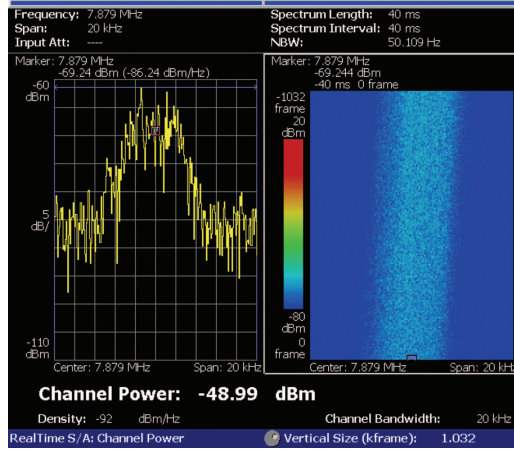 Frequency: 7.879 MHz
Span: 20 kHz
Input Att: ----
Spectrum Length: 40 ms
Spectrum Interval: 40 ms
NBW: 50.109 Hz
Marker: 7.879 MHz
-69.24 dBm (-86.24 dBm/Hz)
-60
dBm
5
dB/
-110
dBm
Center: 7.879 MHz Span: 20 kHz
Marker: 7.879 MHz
-69.244 dBm
-40 ms 0 frame
-1032
frame
20
dBm
-80
dBm
0
frame
Center: 7.879 MHz Span: 20 kHz
Channel Power: -48.99 dBm
Density: -92 dBm/Hz
Channel Bandwidth: 20 kHz
RealTime S/A: Channel Power
Vertical Size (kframe): 1.032